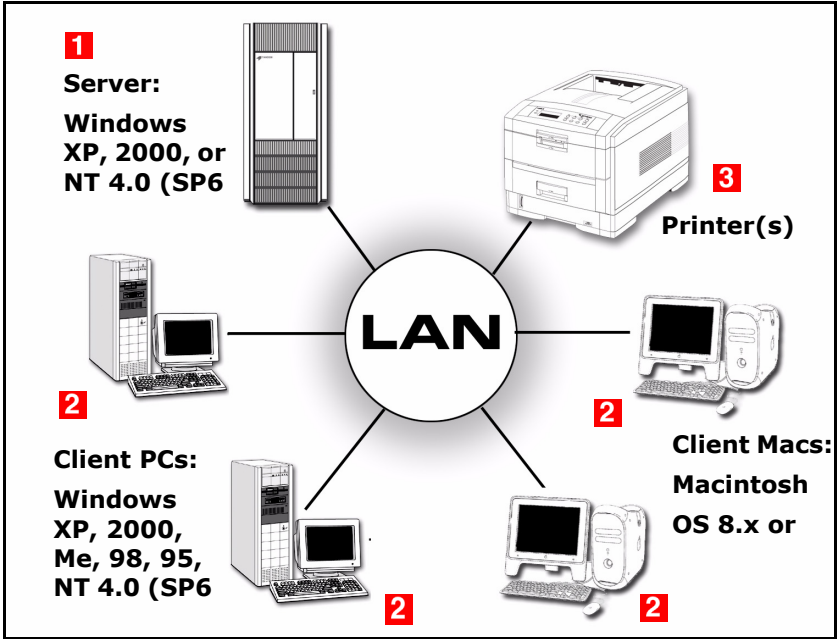 1
Server:
Windows
XP, 2000, or
NT 4.0 (SP6
3
Printer(s)
LAN
2
2
Client PCs:
Windows
XP, 2000,
Me, 98, 95,
NT 4.0 (SP6
Client Macs:
Macintosh
OS 8.x or
2
2